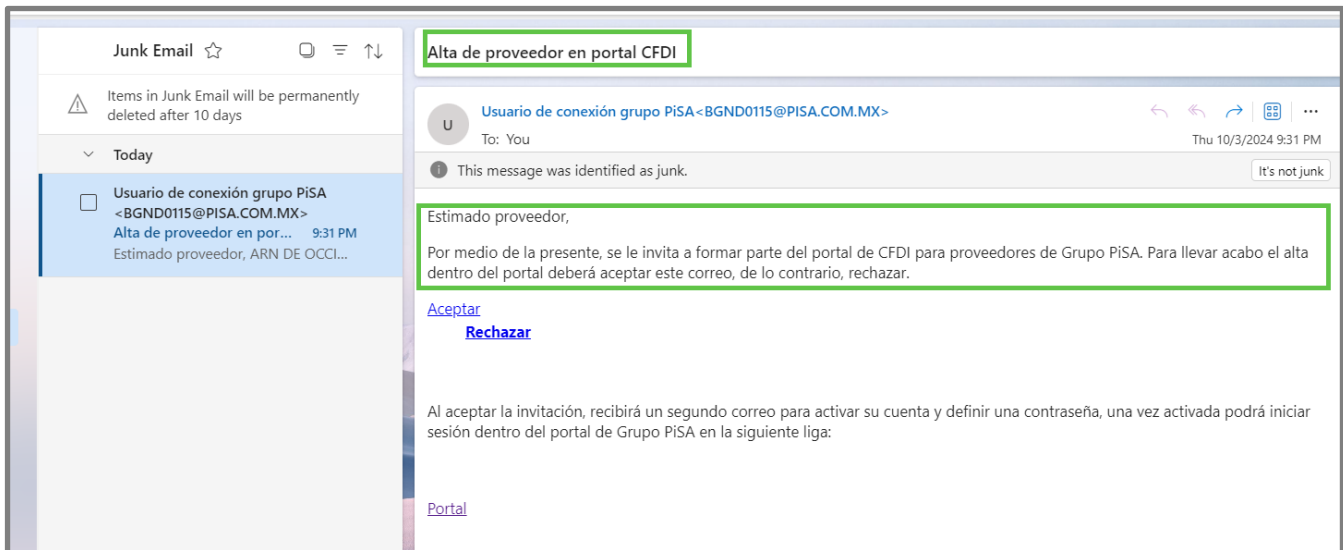 Junk Email
Items in Junk Email will be permanently
deleted after 10 days
Today
Usuario de conexión grupo PiSA
<BGND0115@PISA.COM.MX>
Alta de proveedor en por... 9:31 PM
Estimado proveedor, ARN DE OCCI...
Alta de proveedor en portal CFDI
U
Usuario de conexión grupo PiSA<BGND0115@PISA.COM.MX>
To: You
Thu 10/3/2024 9:31 PM
This message was identified as junk.
It's not junk
Estimado proveedor,
Por medio de la presente, se le invita a formar parte del portal de CFDI para proveedores de Grupo PiSA. Para llevar acabo el alta
dentro del portal deberá aceptar este correo, de lo contrario, rechazar.
Aceptar
Rechazar
Al aceptar la invitación, recibirá un segundo correo para activar su cuenta y definir una contraseña, una vez activada podrá iniciar
sesión dentro del portal de Grupo PiSA en la siguiente liga:
Portal